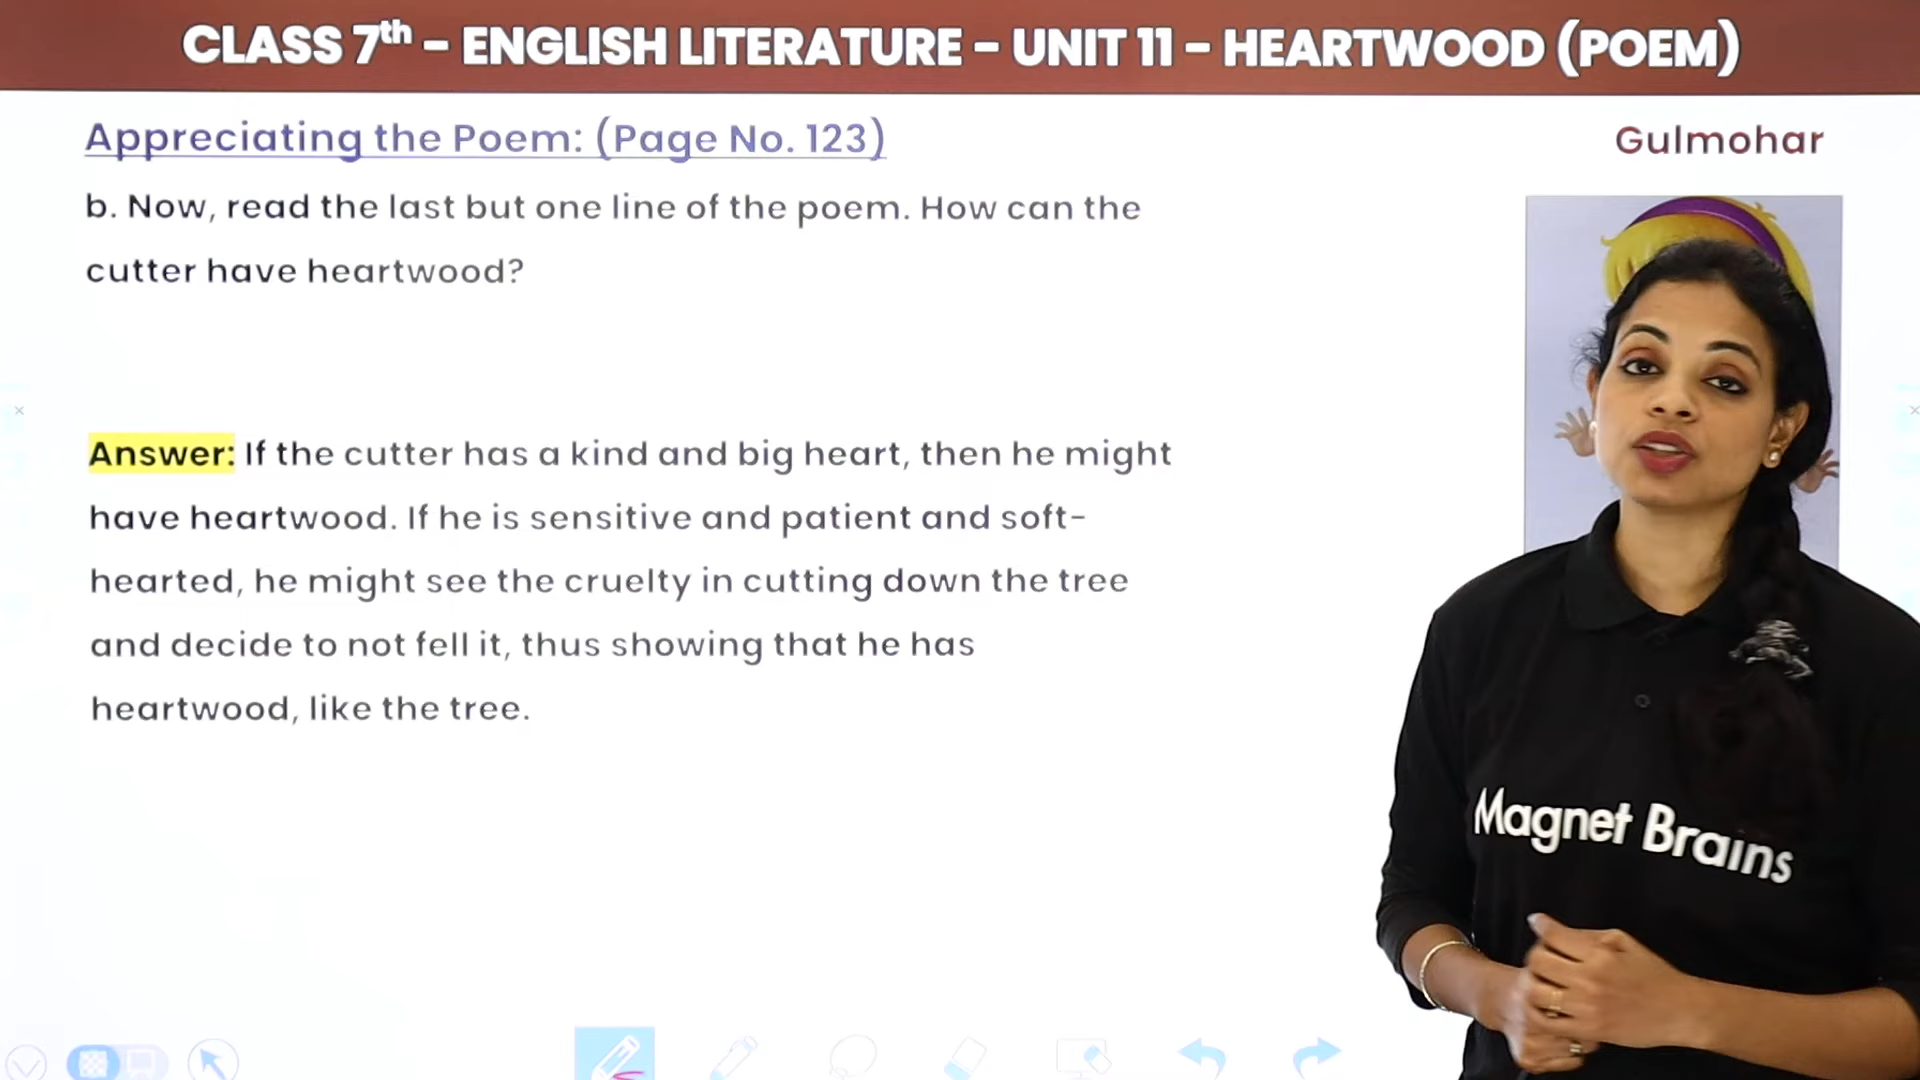 CLASS 7th - ENGLISH LITERATURE - UNIT 11 - HEARTWOOD (POEM)
Appreciating the Poem: (Page No. 123)
Gulmohar
b. Now, read the last but one line of the poem. How can the
cutter have heartwood?
Answer: If the cutter has a kind and big heart, then he might
have heartwood. If he is sensitive and patient and soft-
hearted, he might see the cruelty in cutting down the tree
and decide to not fell it, thus showing that he has
heartwood, like the tree.
Magnet Brains